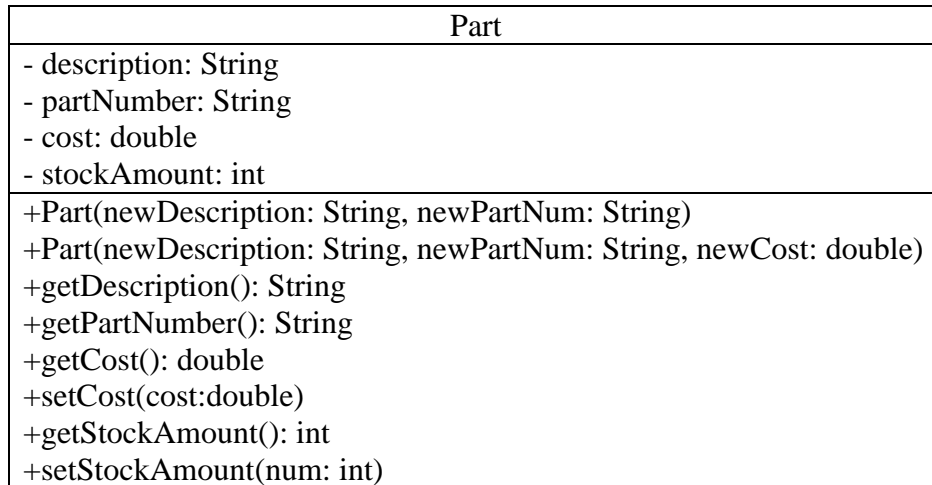 Part
- description: String
- partNumber: String
- cost: double
- stockAmount: int
+Part(newDescription: String, newPartNum: String)
+Part(newDescription: String, newPartNum: String, newCost: double)
+getDescription(): String
+getPartNumber(): String
+getCost(): double
+setCost(cost:double)
+getStockAmount(): int
+setStockAmount(num: int)